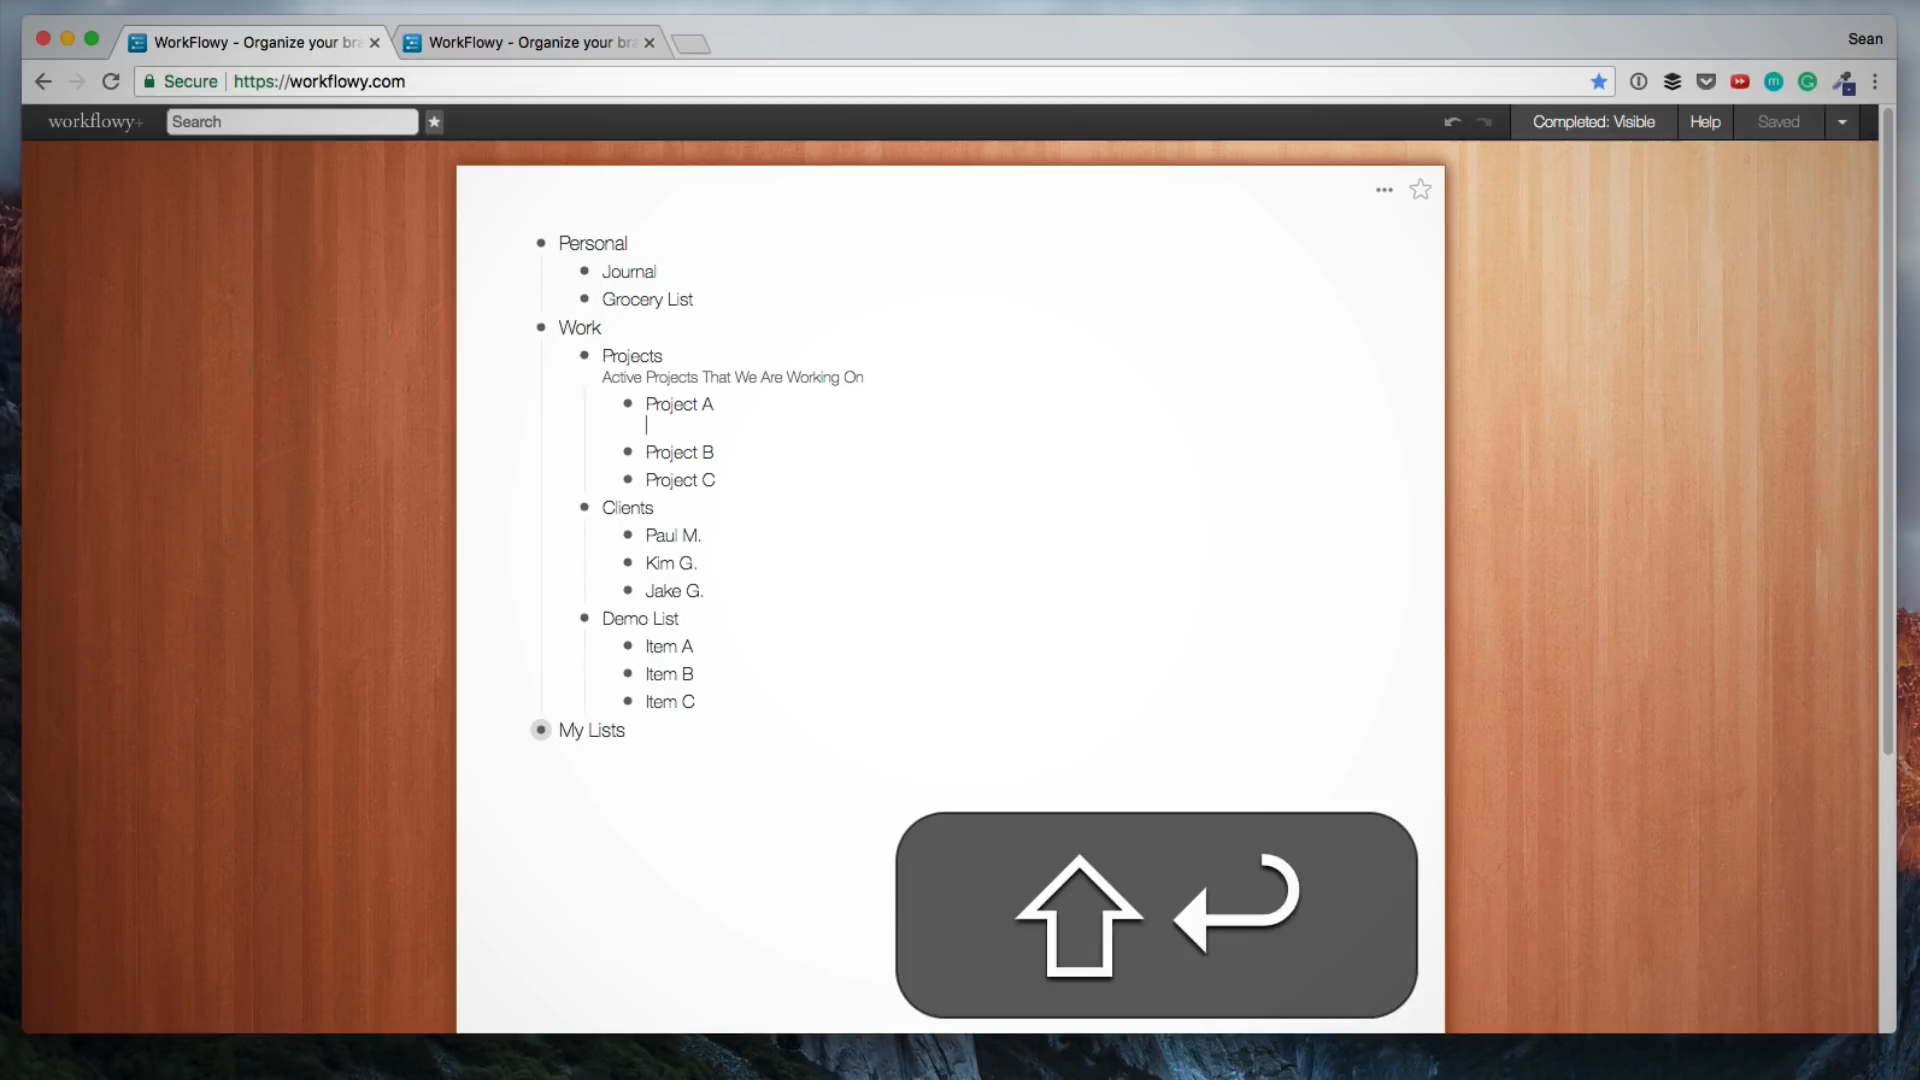 WorkFlowy - Organize your bra
WorkFlowy - Organize your bra
Sean
Secure https://workflowy.com
workflowy+
Search
Completed: Visible
Help
Saved
Personal
Journal
Grocery List
Work
Projects
Active Projects That We Are Working On
Project A
Project B
Project C
Clients
Paul M.
Kim G.
Jake G.
Demo List
Item A
Item B
Item C
My Lists